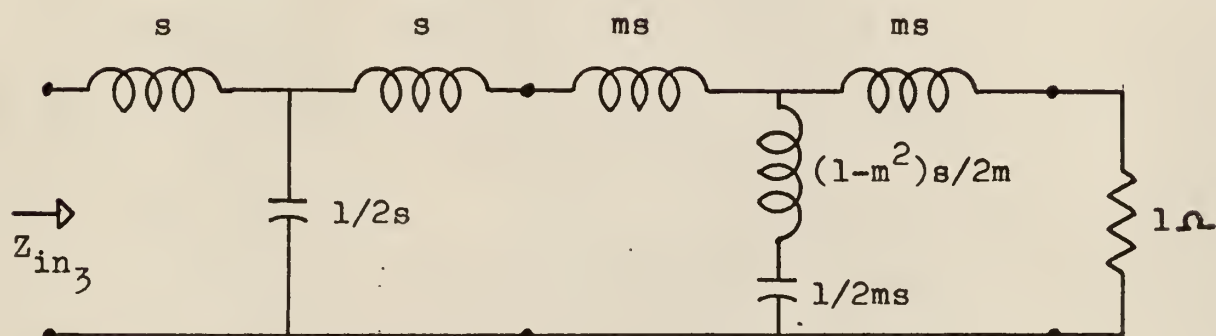 s s ms ms
(1-m²)s/2m
1/2s
1Ω
Z_in₃
1/2ms